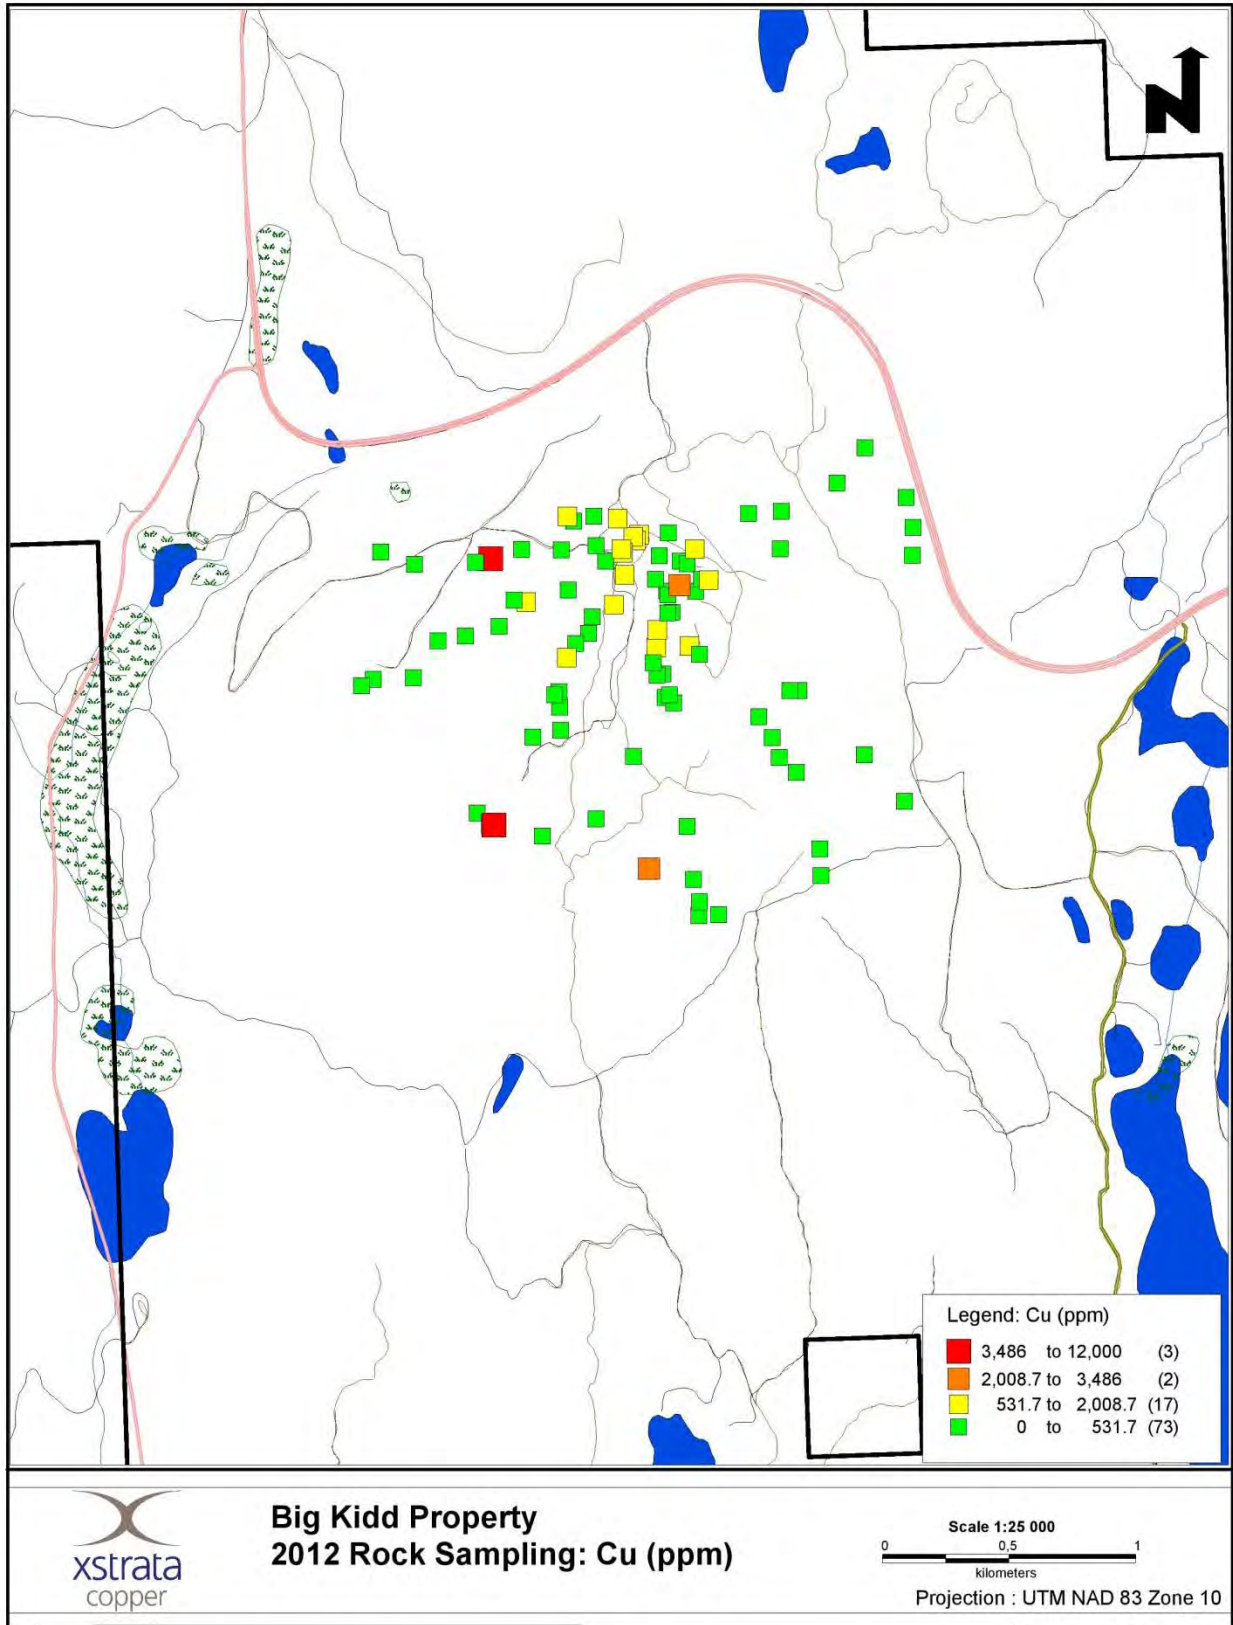 N
Legend: Cu (ppm)
3,486 to 12,000 (3)
2,008.7 to 3,486 (2)
531.7 to 2,008.7 (17)
0 to 531.7 (73)
xstrata
copper
Big Kidd Property
2012 Rock Sampling: Cu (ppm)
Scale 1:25 000
0 0,5 1
kilometers
Projection : UTM NAD 83 Zone 10